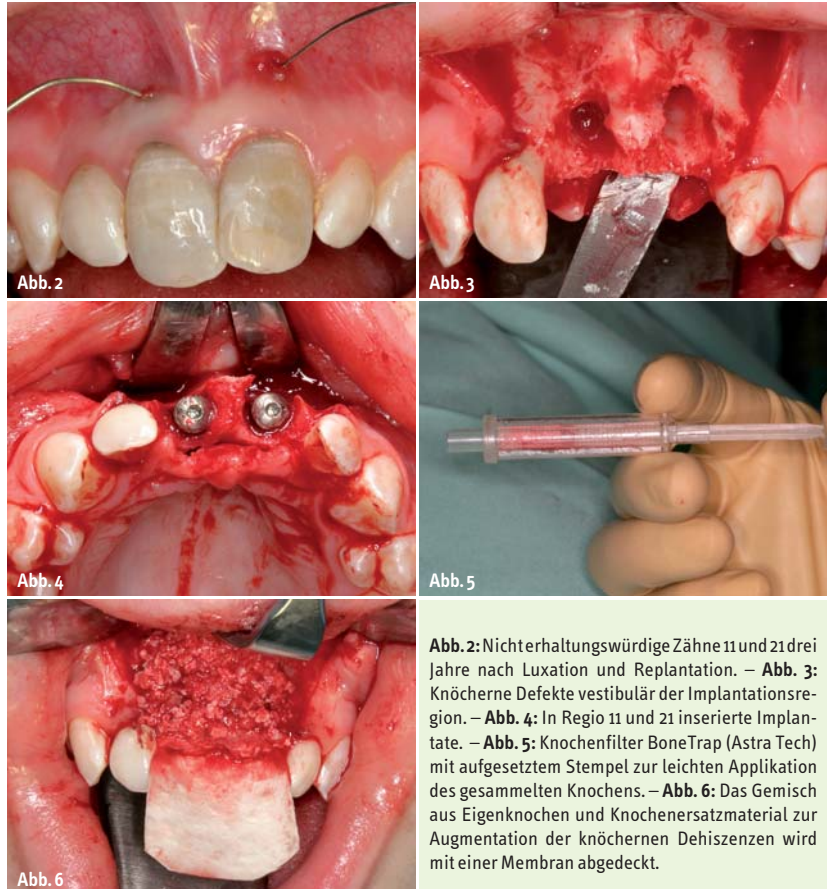 Abb. 2
Abb. 3
Abb. 4
Abb. 5
Abb. 6
Abb. 2: Nicht erhaltungswürdige Zähne 11 und 21 drei
Jahre nach Luxation und Replantation. – Abb. 3:
Knöcherne Defekte vestibulär der Implantationsre-
gion. – Abb. 4: In Regio 11 und 21 inserierte Implan-
tate. – Abb. 5: Knochenfilter BoneTrap (Astra Tech)
mit aufgesetztem Stempel zur leichten Applikation
des gesammelten Knochens. – Abb. 6: Das Gemisch
aus Eigenknochen und Knochenersatzmaterial zur
Augmentation der knöchernen Dehiszenzen wird
mit einer Membran abgedeckt.